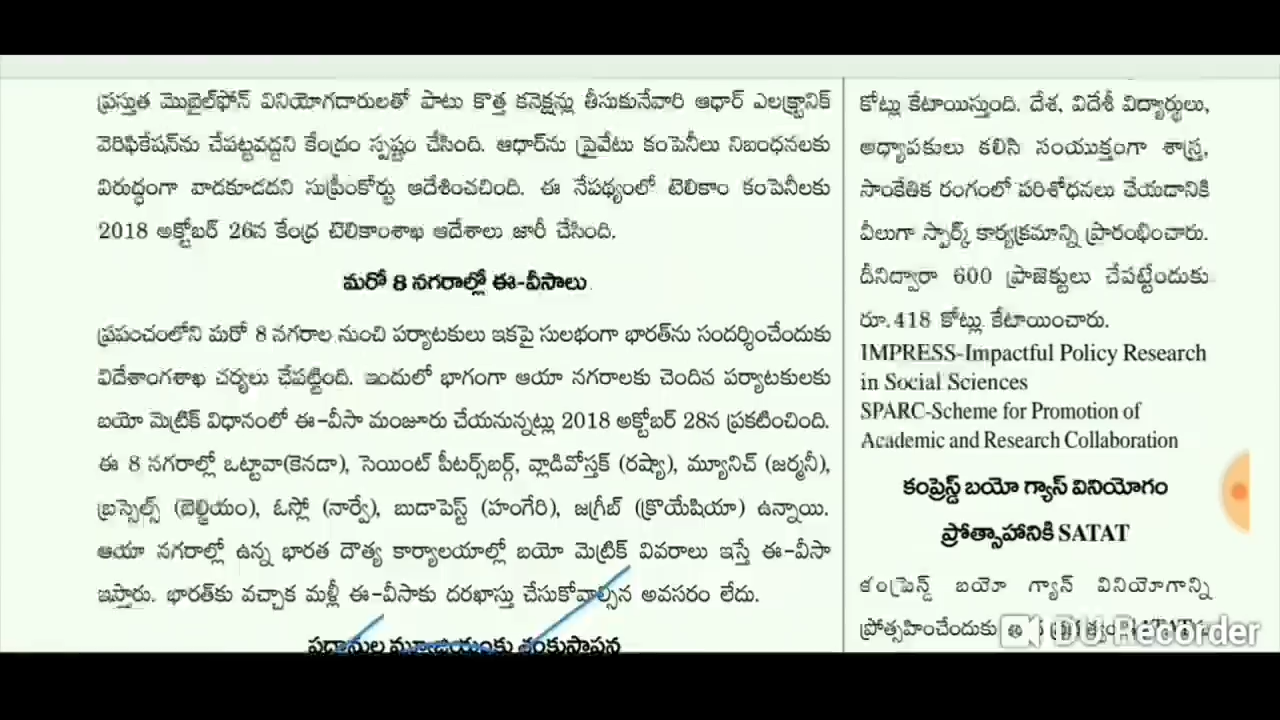 ప్రస్తుత మొబైల్‌ఫోన్ వినియోగదారులతో పాటు కొత్త కనెక్షన్లు తీసుకునేవారి ఆధార్ ఎలక్ట్రానిక్
వెరిఫికేషన్‌ను చేపట్టవద్దని కేంద్రం స్పష్టం చేసింది. ఆధార్‌ను ప్రైవేటు కంపెనీలు నిబంధనలకు
విరుద్ధంగా వాడకూడదని సుప్రీంకోర్టు ఆదేశించచింది. ఈ నేపథ్యంలో టెలికాం కంపెనీలకు
2018 అక్టోబర్ 26న కేంద్ర టెలికాంశాఖ ఆదేశాలు జారీ చేసింది.
మరో 8 నగరాల్లో ఈ-వీసాలు
ప్రపంచంలోని మరో 8 నగరాల నుంచి పర్యాటకులు ఇకపై సులభంగా భారత్‌ను సందర్శించేందుకు
విదేశాంగశాఖ చర్యలు చేపట్టింది. ఇందులో భాగంగా ఆయా నగరాలకు చెందిన పర్యాటకులకు
బయో మెట్రిక్ విధానంలో ఈ-వీసా మంజూరు చేయనున్నట్లు 2018 అక్టోబర్ 28న ప్రకటించింది.
ఈ 8 నగరాల్లో ఒట్టావా(కెనడా), సెయింట్ పీటర్స్‌బర్గ్, వ్లాడివోస్తక్ (రష్యా), మ్యూనిచ్ (జర్మనీ),
బ్రస్సెల్స్ (బెల్జియం), ఓస్లో (నార్వే), బుడాపెస్ట్ (హంగేరి), జగ్రీబ్ (క్రొయేషియా) ఉన్నాయి.
ఆయా నగరాల్లో ఉన్న భారత దౌత్య కార్యాలయాల్లో బయో మెట్రిక్ వివరాలు ఇస్తే ఈ-వీసా
ఇస్తారు. భారత్‌కు వచ్చాక మళ్లీ ఈ-వీసాకు దరఖాస్తు చేసుకోవాల్సిన అవసరం లేదు.
శంకుస్థాపన
కోట్లు కేటాయిస్తుంది. దేశ, విదేశీ విద్యార్థులు,
అధ్యాపకులు కలిసి సంయుక్తంగా శాస్త్ర,
సాంకేతిక రంగంలో పరిశోధనలు చేయడానికి
వీలుగా స్పార్క్ కార్యక్రమాన్ని ప్రారంభించారు.
దీనిద్వారా 600 ప్రాజెక్టులు చేపట్టేందుకు
రూ.418 కోట్లు కేటాయించారు.
IMPRESS-Impactful Policy Research
in Social Sciences
SPARC-Scheme for Promotion of
Academic and Research Collaboration
కంప్రెస్డ్ బయో గ్యాస్ వినియోగం
ప్రోత్సాహానికి SATAT
కంప్రెస్డ్ బయో గ్యాస్ వినియోగాన్ని
ప్రోత్సహించేందుకు
DU Recorder